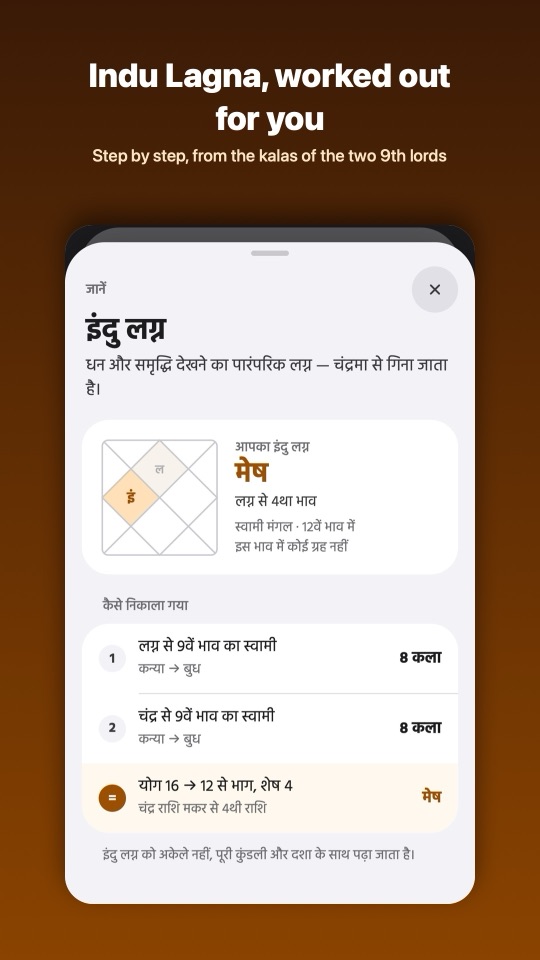 Indu Lagna, worked out
for you
Step by step, from the kalas of the two 9th lords
जानें
इंदु लग्न
धन और समृद्धि देखने का पारंपरिक लग्न — चंद्रमा से गिना जाता
है।
ल
इं
आपका इंदु लग्न
मेष
लग्न से 4था भाव
स्वामी मंगल · 12वें भाव में
इस भाव में कोई ग्रह नहीं
कैसे निकाला गया
1
लग्न से 9वें भाव का स्वामी
कन्या → बुध
8 कला
2
चंद्र से 9वें भाव का स्वामी
कन्या → बुध
8 कला
=
योग 16 → 12 से भाग, शेष 4
चंद्र राशि मकर से 4थी राशि
मेष
इंदु लग्न को अकेले नहीं, पूरी कुंडली और दशा के साथ पढ़ा जाता है।